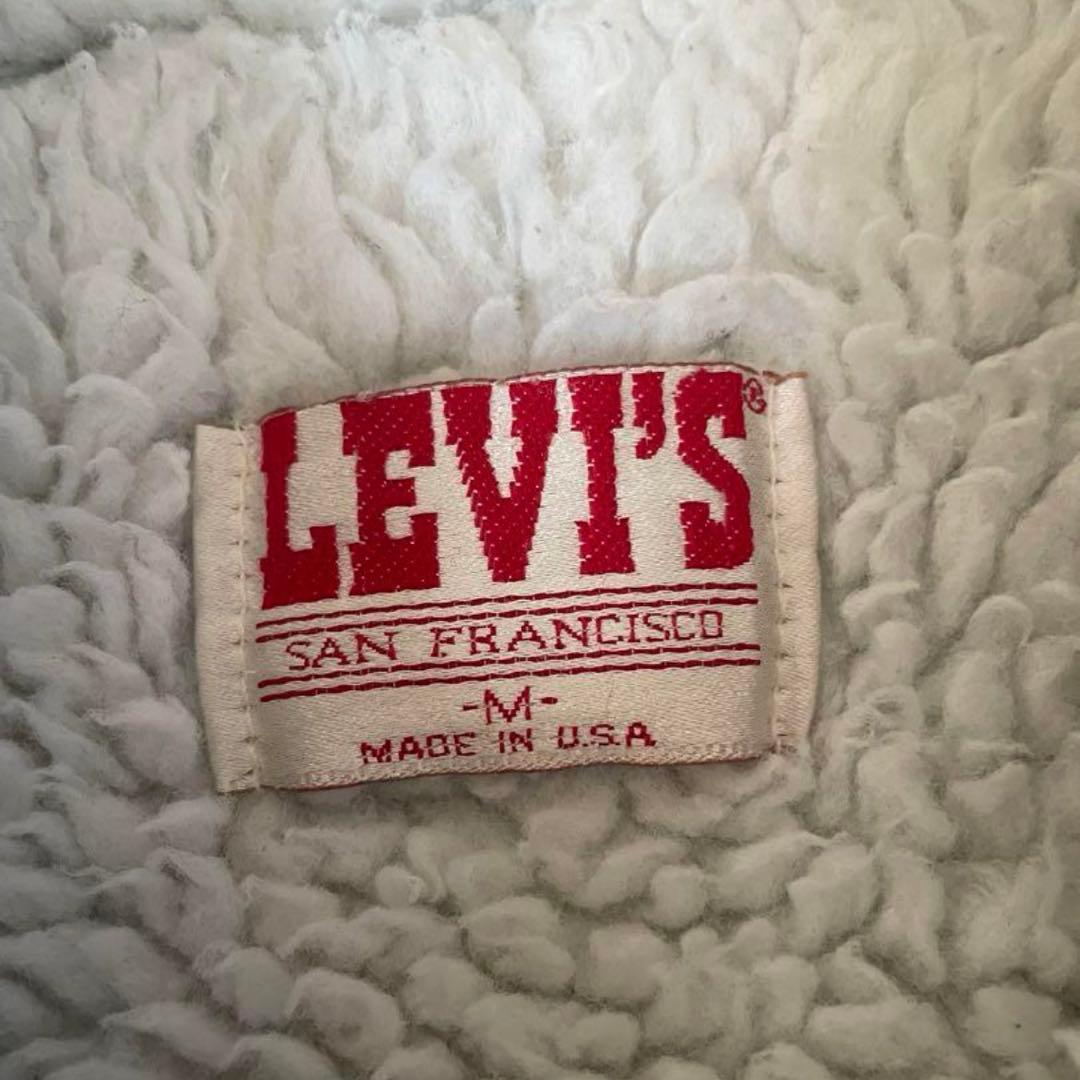 LEVI'S®
SAN FRANCISCO
-M-
MADE IN U.S.A.